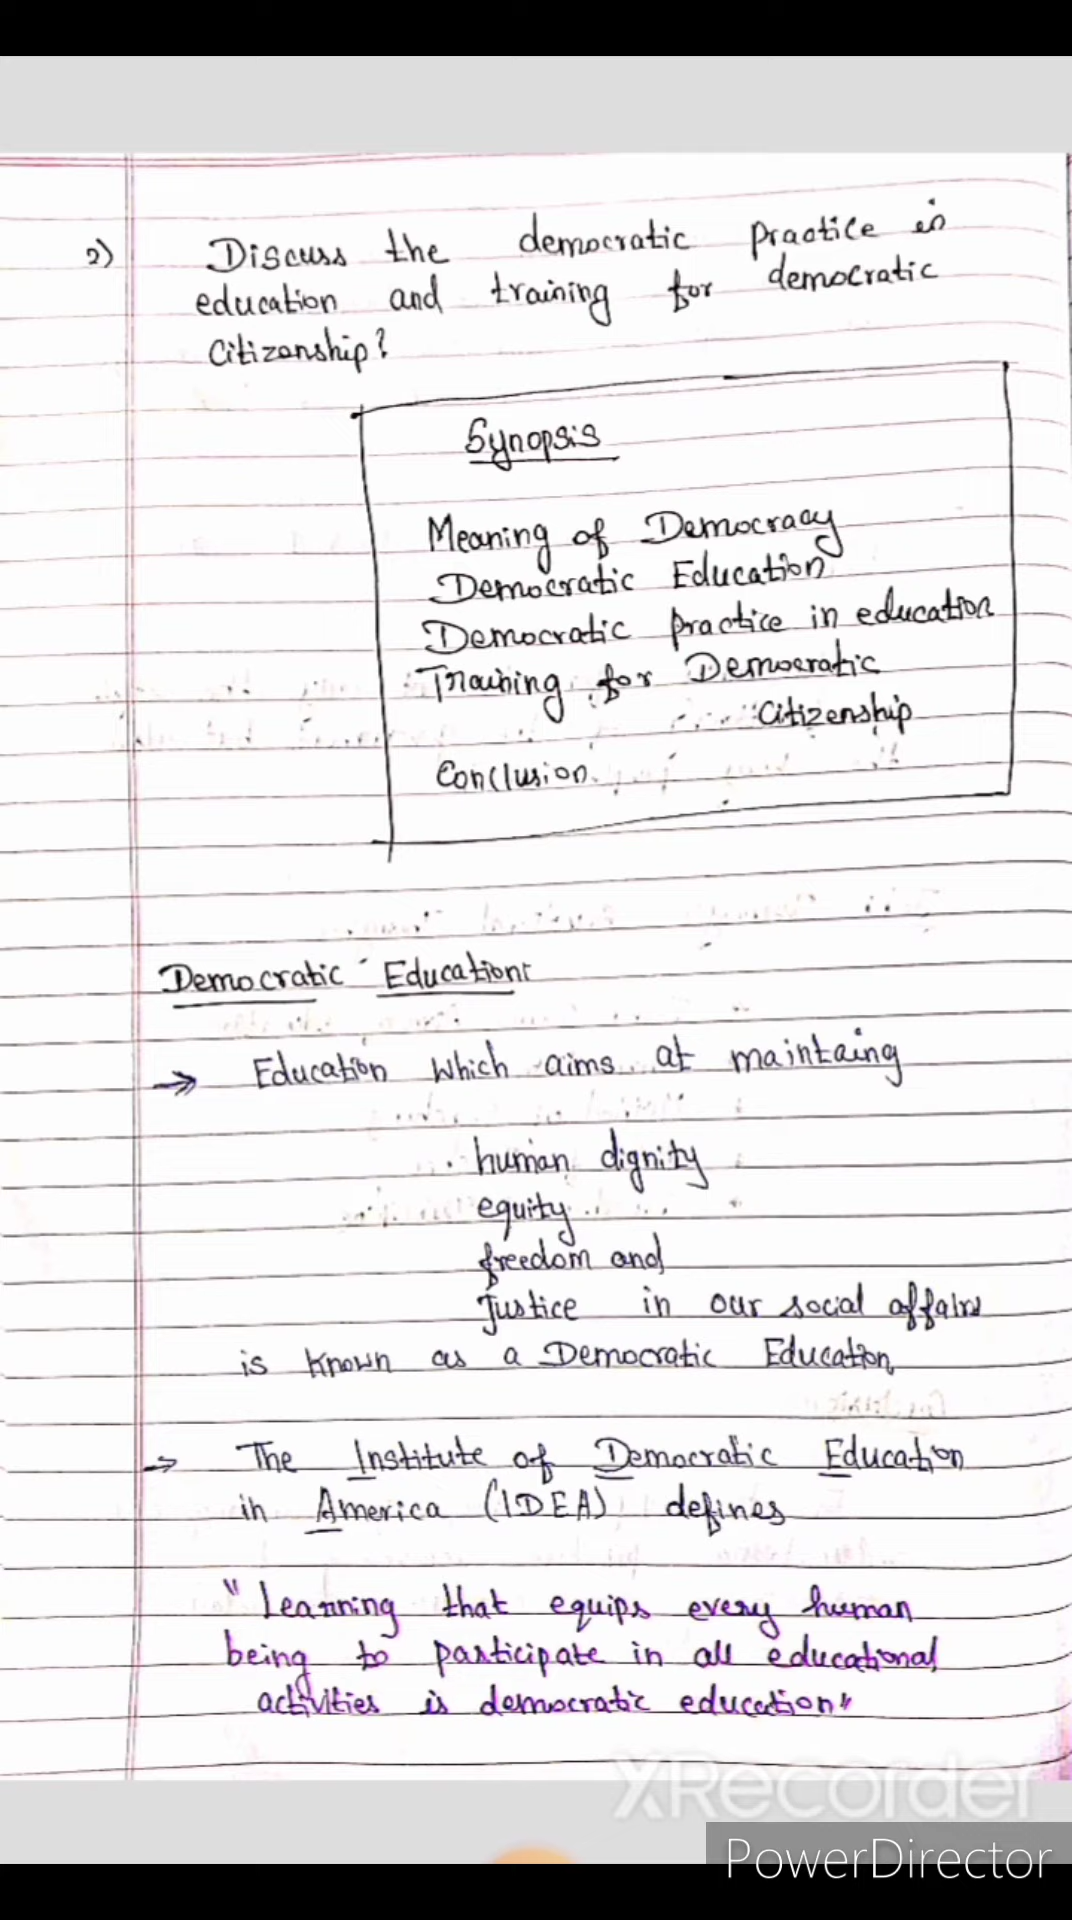 2) Discuss the democratic practice in
education and training for democratic
citizenship?
Synopsis
Meaning of Democracy
Democratic Education
Democratic practice in education
Training for Democratic
citizenship
Conclusion.
Democratic Education:
→ Education which aims at maintaing
. human dignity
equity
freedom and
Justice in our social affairs
is known as a Democratic Education
→ The Institute of Democratic Education
in America (IDEA) defines
"Learning that equips every human
being to participate in all educational
activities is democratic education"
XRecorder
PowerDirector